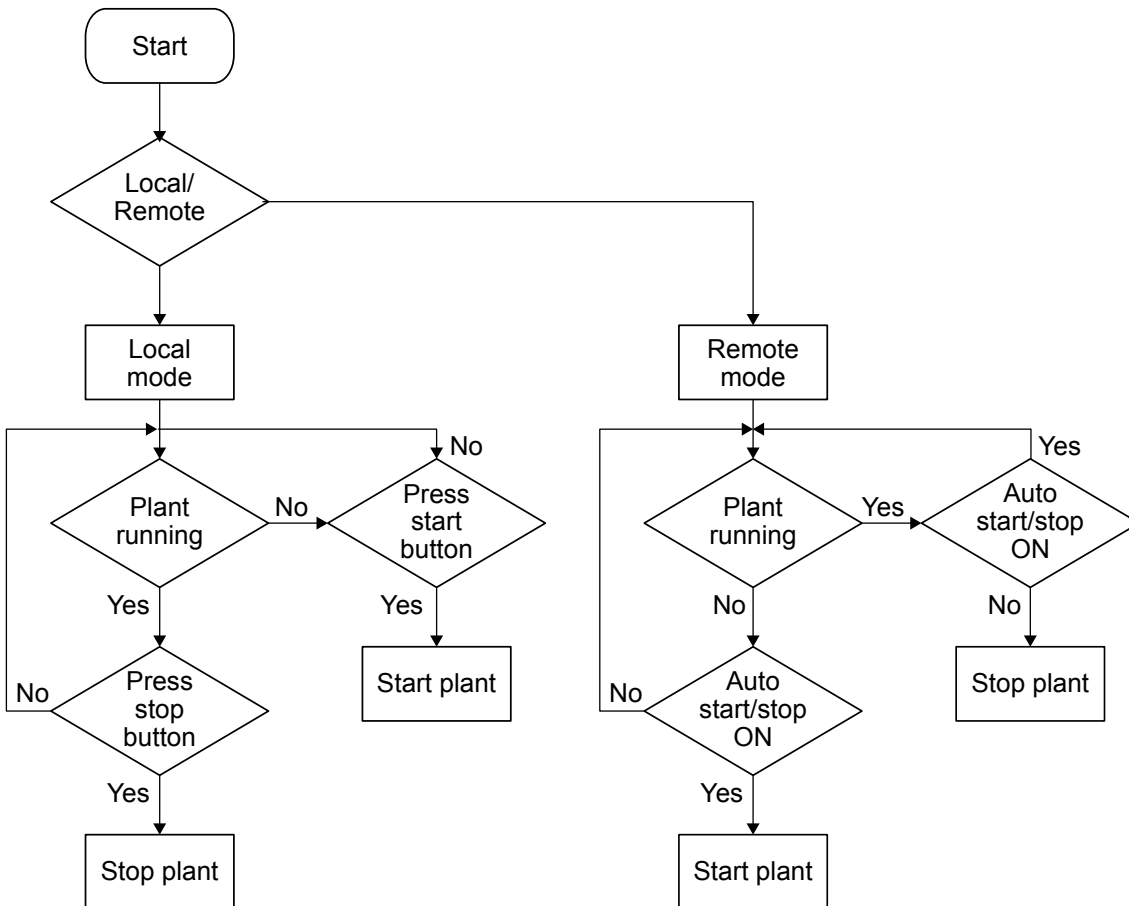 Start
Local/
Remote
Local
mode
Remote
mode
No
Yes
Plant
running
No
Press
start
button
Plant
running
Yes
Auto
start/stop
ON
Yes
Yes
No
No
No
Press
stop
button
Start plant
No
Auto
start/stop
ON
Stop plant
Yes
Yes
Stop plant
Start plant